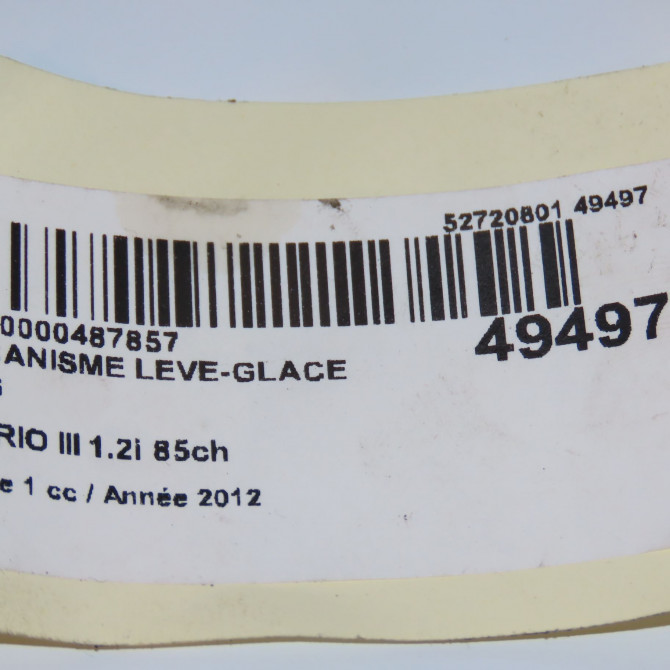 52720801 49497
0000487857
49497
ANISME LEVE-GLACE
RIO III 1.2i 85ch
e 1 cc / Année 2012